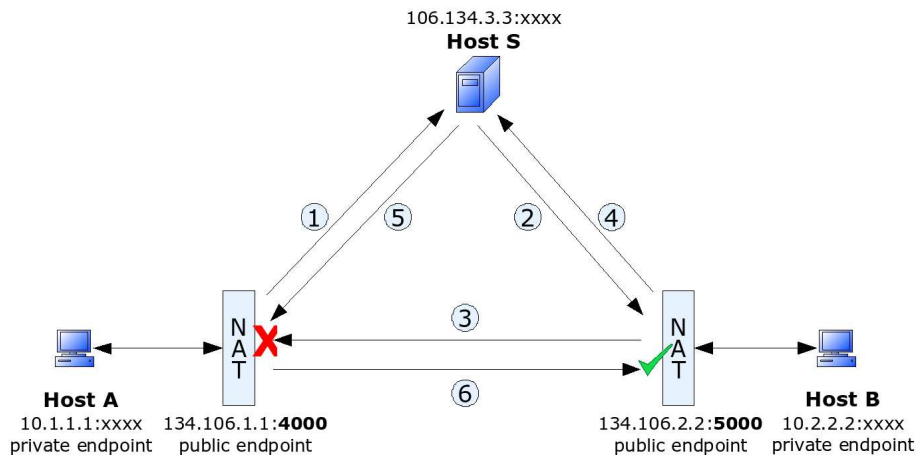 106.134.3.3:xxxx
Host S
1
5
2
4
3
6
N
A
T
N
A
T
Host A
10.1.1.1:xxxx
private endpoint
134.106.1.1:4000
public endpoint
134.106.2.2:5000
public endpoint
Host B
10.2.2.2:xxxx
private endpoint